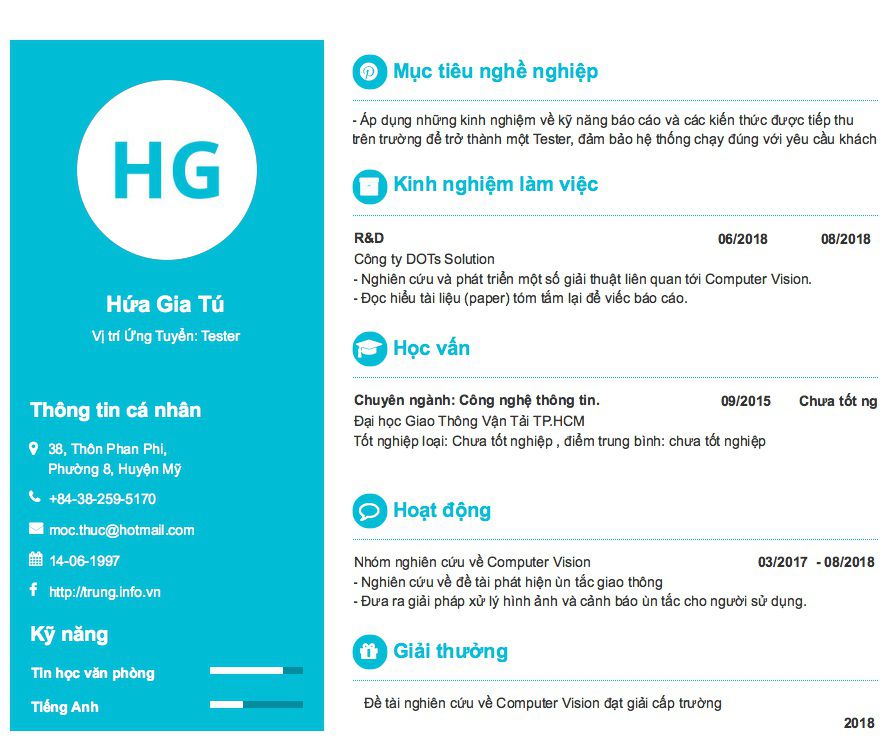 HG
Hứa Gia Tú
Vị trí Ứng Tuyển: Tester
Thông tin cá nhân
38, Thôn Phan Phi,
Phường 8, Huyện Mỹ
+84-38-259-5170
moc.thuc@hotmail.com
14-06-1997
http://trung.info.vn
Kỹ năng
Tin học văn phòng
Tiếng Anh
Mục tiêu nghề nghiệp
- Áp dụng những kinh nghiệm về kỹ năng báo cáo và các kiến thức được tiếp thu
trên trường để trở thành một Tester, đảm bảo hệ thống chạy đúng với yêu cầu khách
Kinh nghiệm làm việc
R&D 06/2018 08/2018
Công ty DOTs Solution
- Nghiên cứu và phát triển một số giải thuật liên quan tới Computer Vision.
- Đọc hiểu tài liệu (paper) tóm tắm lại để viếc báo cáo.
Học vấn
Chuyên ngành: Công nghệ thông tin. 09/2015 Chưa tốt ng
Đại học Giao Thông Vận Tải TP.HCM
Tốt nghiệp loại: Chưa tốt nghiệp , điểm trung bình: chưa tốt nghiệp
Hoạt động
Nhóm nghiên cứu về Computer Vision 03/2017 - 08/2018
- Nghiên cứu về đề tài phát hiện ùn tắc giao thông
- Đưa ra giải pháp xử lý hình ảnh và cảnh báo ùn tắc cho người sử dụng.
Giải thưởng
Đề tài nghiên cứu về Computer Vision đạt giải cấp trường
2018